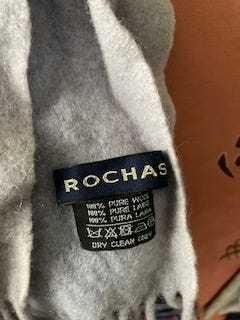 ROCHAS
100% PURE WOOL
100% PURE LAINE
100% PURA LANA
DRY CLEAN ONLY